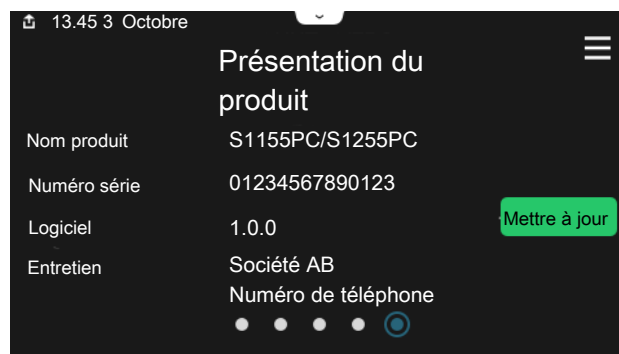 13.45 3 Octobre
Présentation du
produit
Nom produit S1155PC/S1255PC
Numéro série 01234567890123
Logiciel 1.0.0
Mettre à jour
Entretien Société AB
Numéro de téléphone